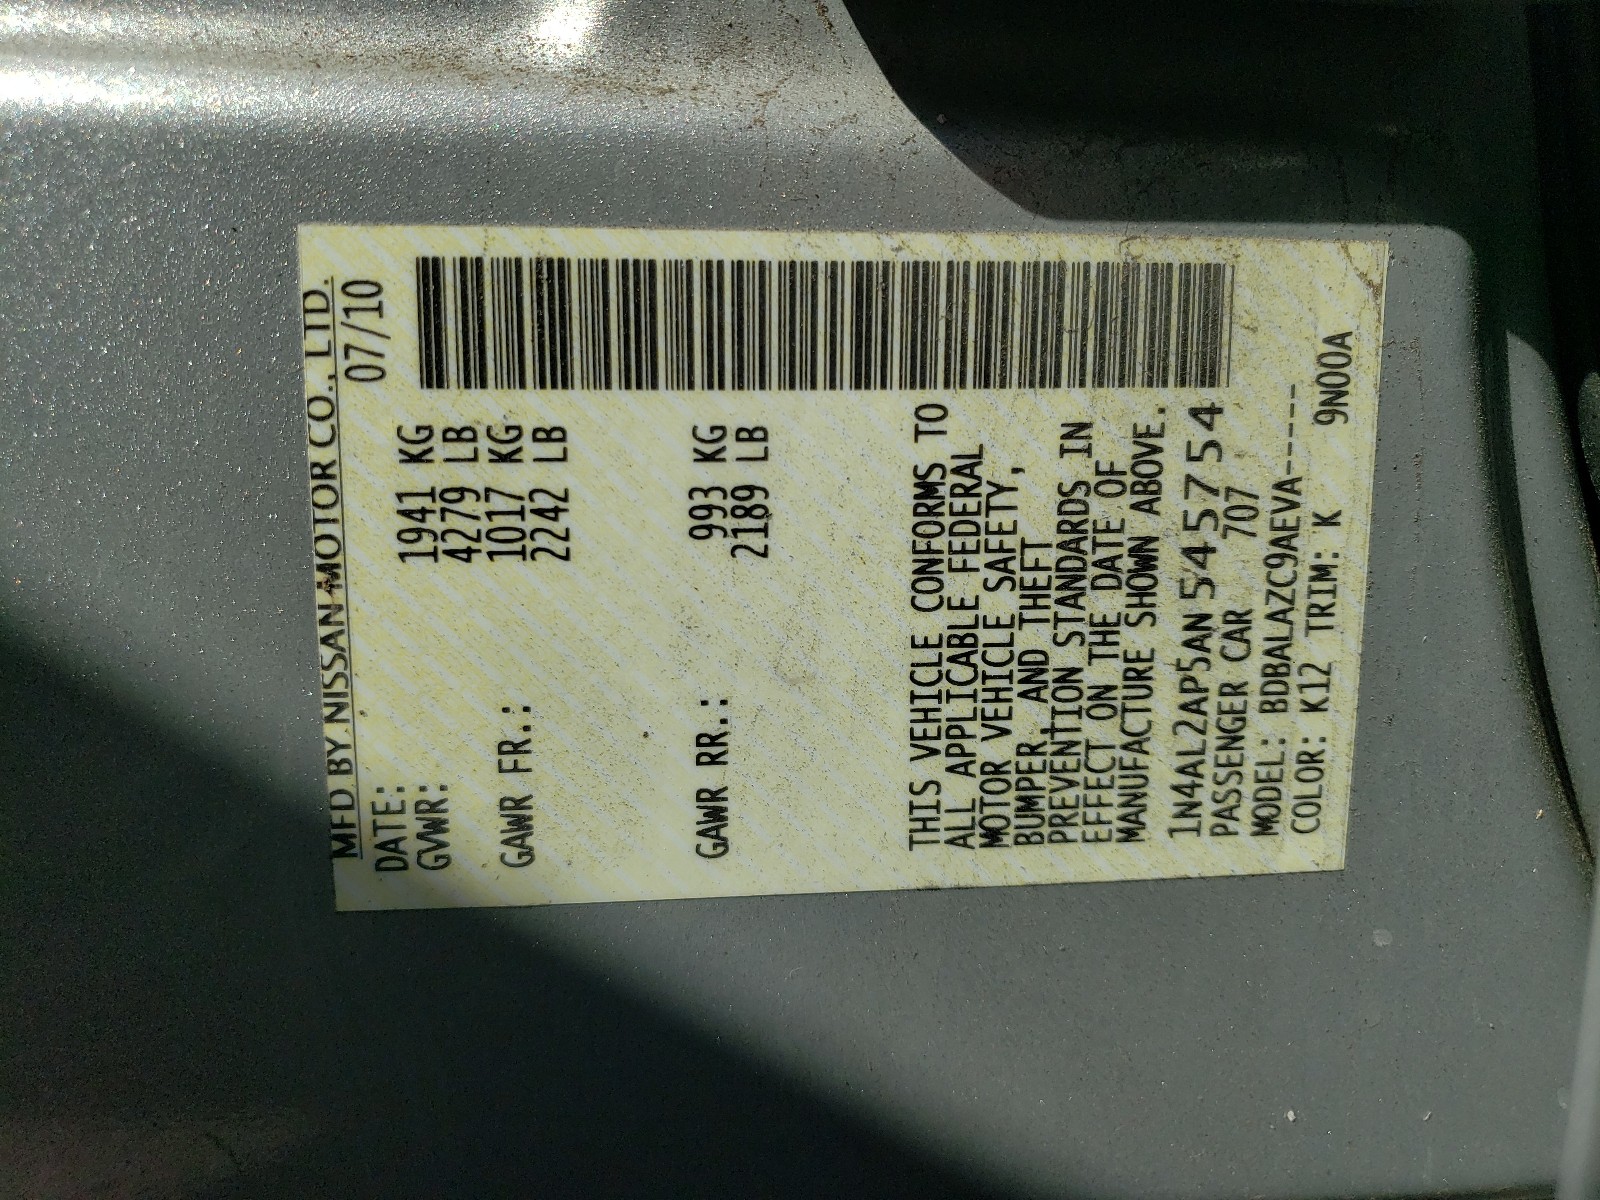 MFD BY NISSAN MOTOR CO., LTD.
DATE: 07/10
GVWR: 1941 KG
4279 LB
GAWR FR.: 1017 KG
2242 LB
GAWR RR.: 993 KG
2189 LB
THIS VEHICLE CONFORMS TO
ALL APPLICABLE FEDERAL
MOTOR VEHICLE SAFETY,
BUMPER, AND THEFT
PREVENTION STANDARDS IN
EFFECT ON THE DATE OF
MANUFACTURE SHOWN ABOVE.
1N4AL2AP5AN545754
PASSENGER CAR 707
MODEL: BDBALAZC9AEVA------
COLOR: K12 TRIM: K 9N00A